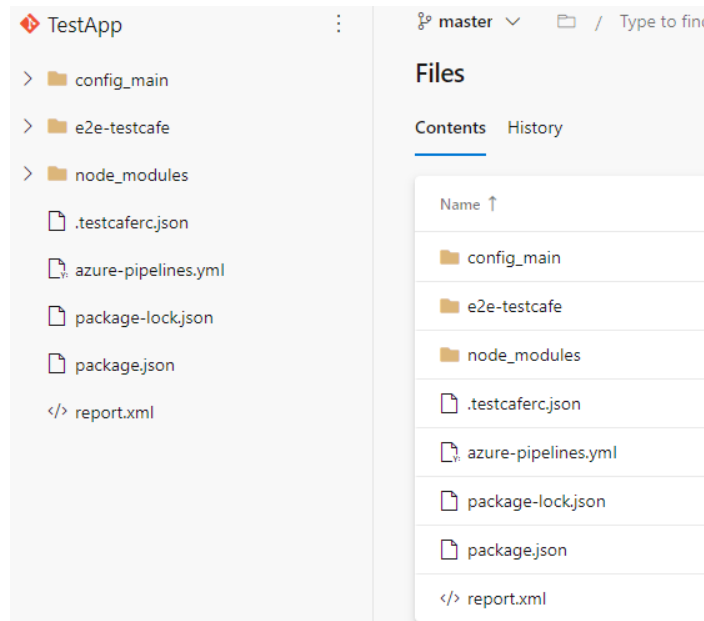 TestApp
config_main
e2e-testcafe
node_modules
.testcaferc.json
azure-pipelines.yml
package-lock.json
package.json
</> report.xml
master / Type to find
Files
Contents History
Name ↑
config_main
e2e-testcafe
node_modules
.testcaferc.json
azure-pipelines.yml
package-lock.json
package.json
</> report.xml